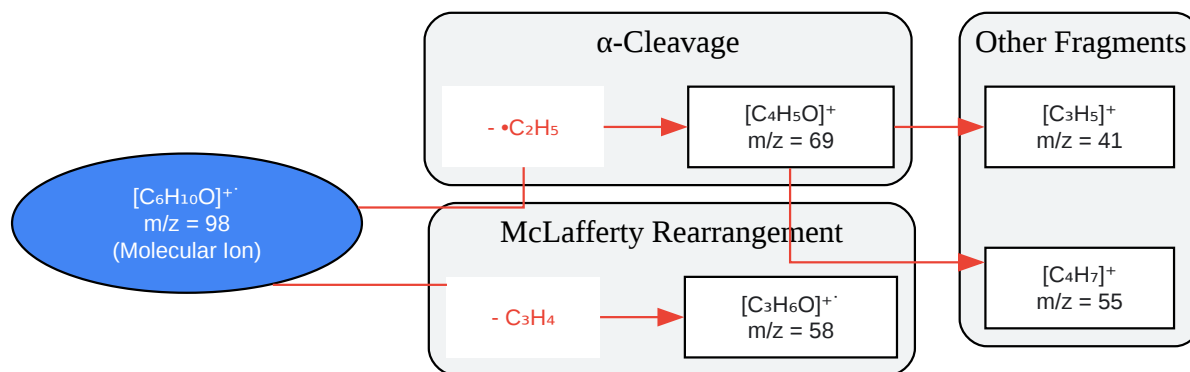 α-Cleavage
- •C₂H₅
[C₄H₅O]⁺
m/z = 69
Other Fragments
[C₃H₅]⁺
m/z = 41
[C₆H₁₀O]⁺˙
m/z = 98
(Molecular Ion)
McLafferty Rearrangement
- C₃H₄
[C₃H₆O]⁺˙
m/z = 58
[C₄H₇]⁺
m/z = 55